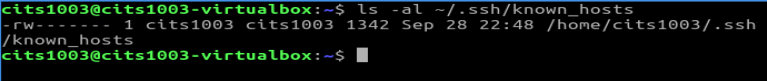 cits1003@cits1003-virtualbox:~$ ls -al ~/.ssh/known_hosts
-rw------- 1 cits1003 cits1003 1342 Sep 28 22:48 /home/cits1003/.ssh
/known_hosts
cits1003@cits1003-virtualbox:~$